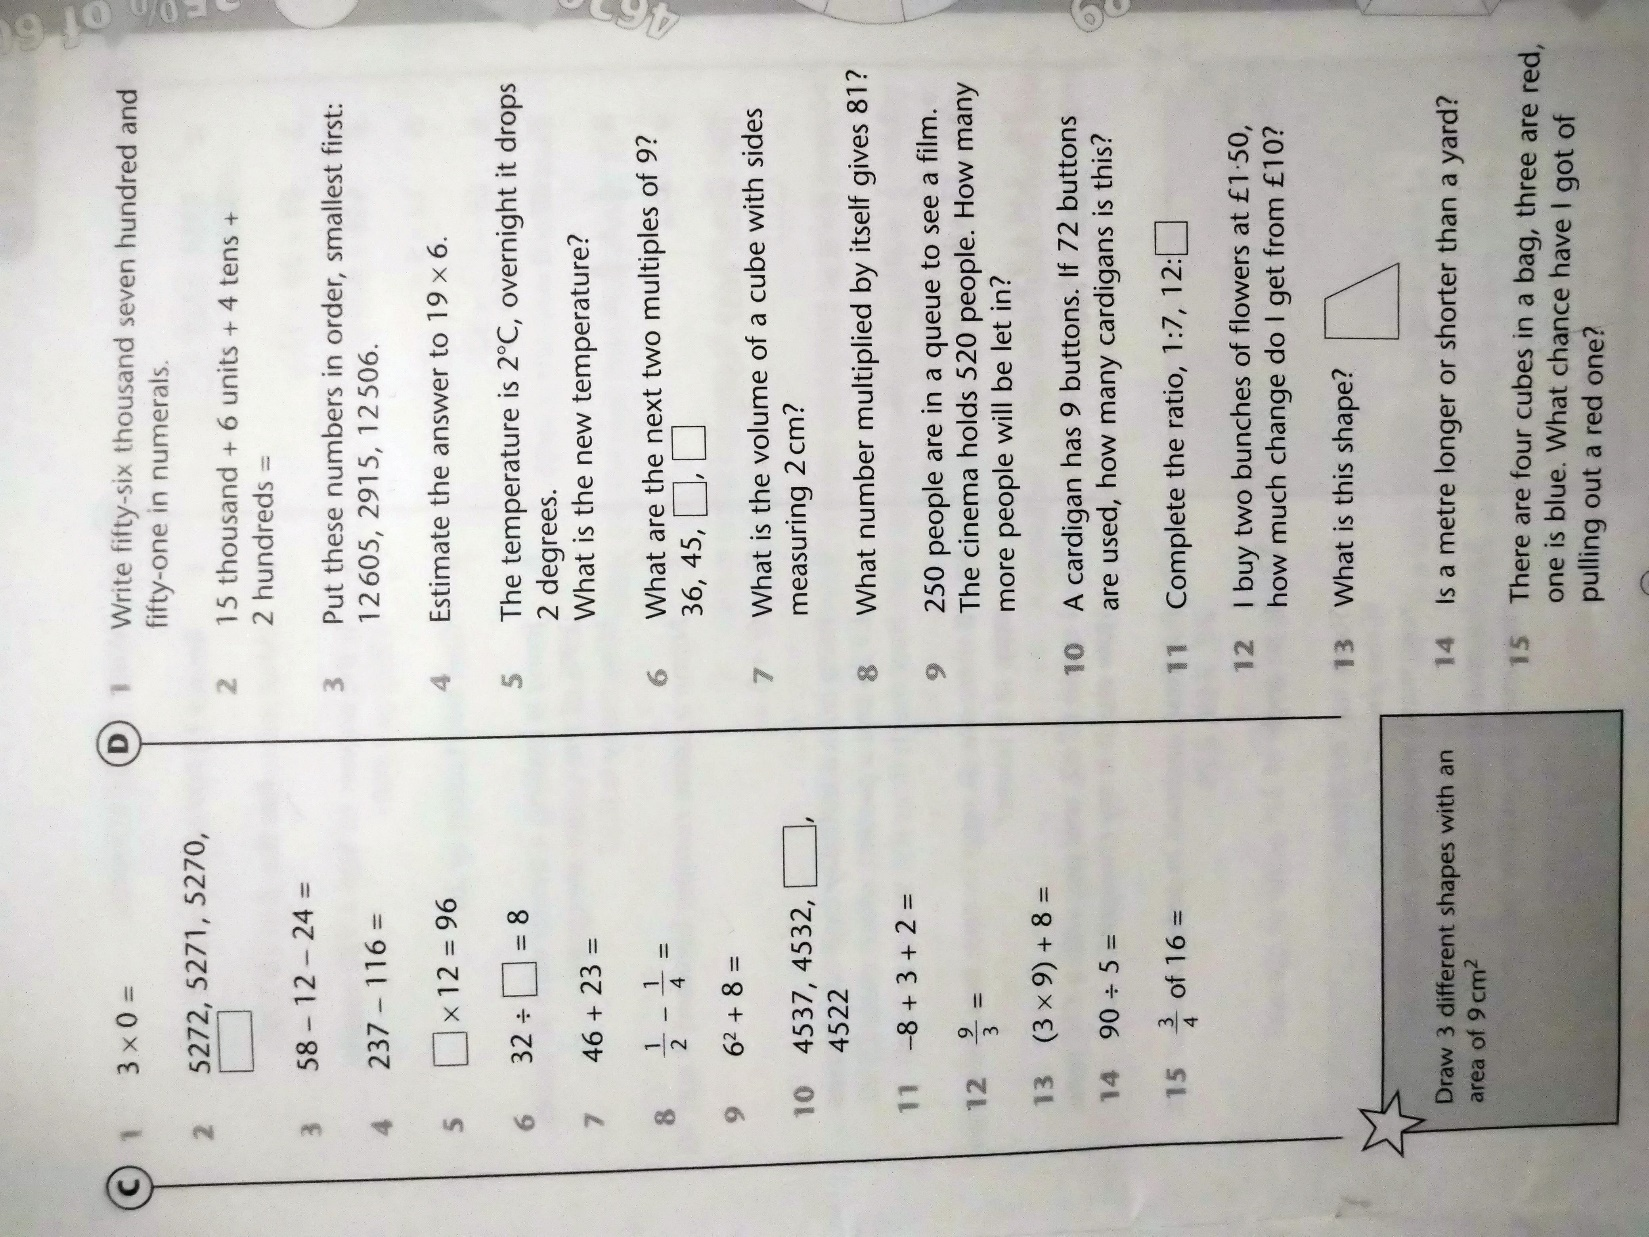 C
1 3 × 0 =
2 5272, 5271, 5270,
□
3 58 – 12 – 24 =
4 237 – 116 =
5 □ × 12 = 96
6 32 ÷ □ = 8
7 46 + 23 =
8 1/2 – 1/4 =
9 6² + 8 =
10 4537, 4532, □,
4522
11 –8 + 3 + 2 =
12 9/3 =
13 (3 × 9) + 8 =
14 90 ÷ 5 =
15 3/4 of 16 =
Draw 3 different shapes with an
area of 9 cm²
D
1 Write fifty-six thousand seven hundred and
fifty-one in numerals.
2 15 thousand + 6 units + 4 tens +
2 hundreds =
3 Put these numbers in order, smallest first:
12605, 2915, 12506.
4 Estimate the answer to 19 × 6.
5 The temperature is 2°C, overnight it drops
2 degrees.
What is the new temperature?
6 What are the next two multiples of 9?
36, 45, □, □
7 What is the volume of a cube with sides
measuring 2 cm?
8 What number multiplied by itself gives 81?
9 250 people are in a queue to see a film.
The cinema holds 520 people. How many
more people will be let in?
10 A cardigan has 9 buttons. If 72 buttons
are used, how many cardigans is this?
11 Complete the ratio, 1:7, 12:□
12 I buy two bunches of flowers at £1·50,
how much change do I get from £10?
13 What is this shape?
14 Is a metre longer or shorter than a yard?
15 There are four cubes in a bag, three are red,
one is blue. What chance have I got of
pulling out a red one?